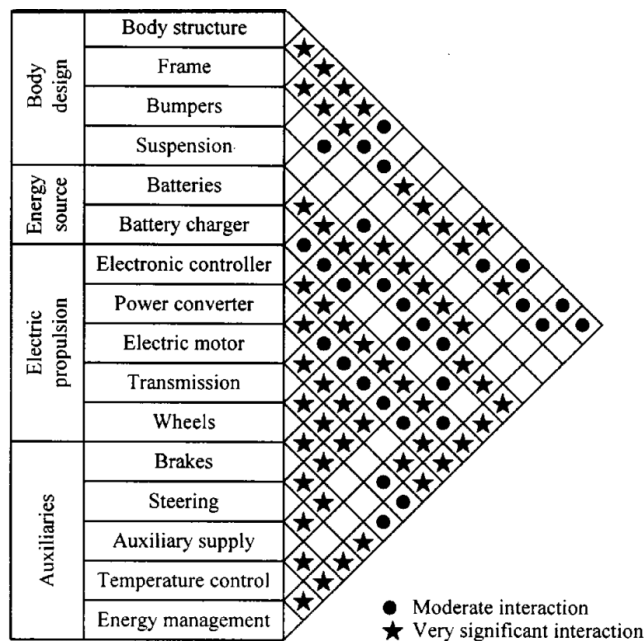 Body structure
Frame
Bumpers
Suspension
Body
design
Batteries
Battery charger
Energy
source
Electronic controller
Power converter
Electric motor
Transmission
Wheels
Electric
propulsion
Brakes
Steering
Auxiliary supply
Temperature control
Energy management
Auxiliaries
Moderate interaction
Very significant interaction